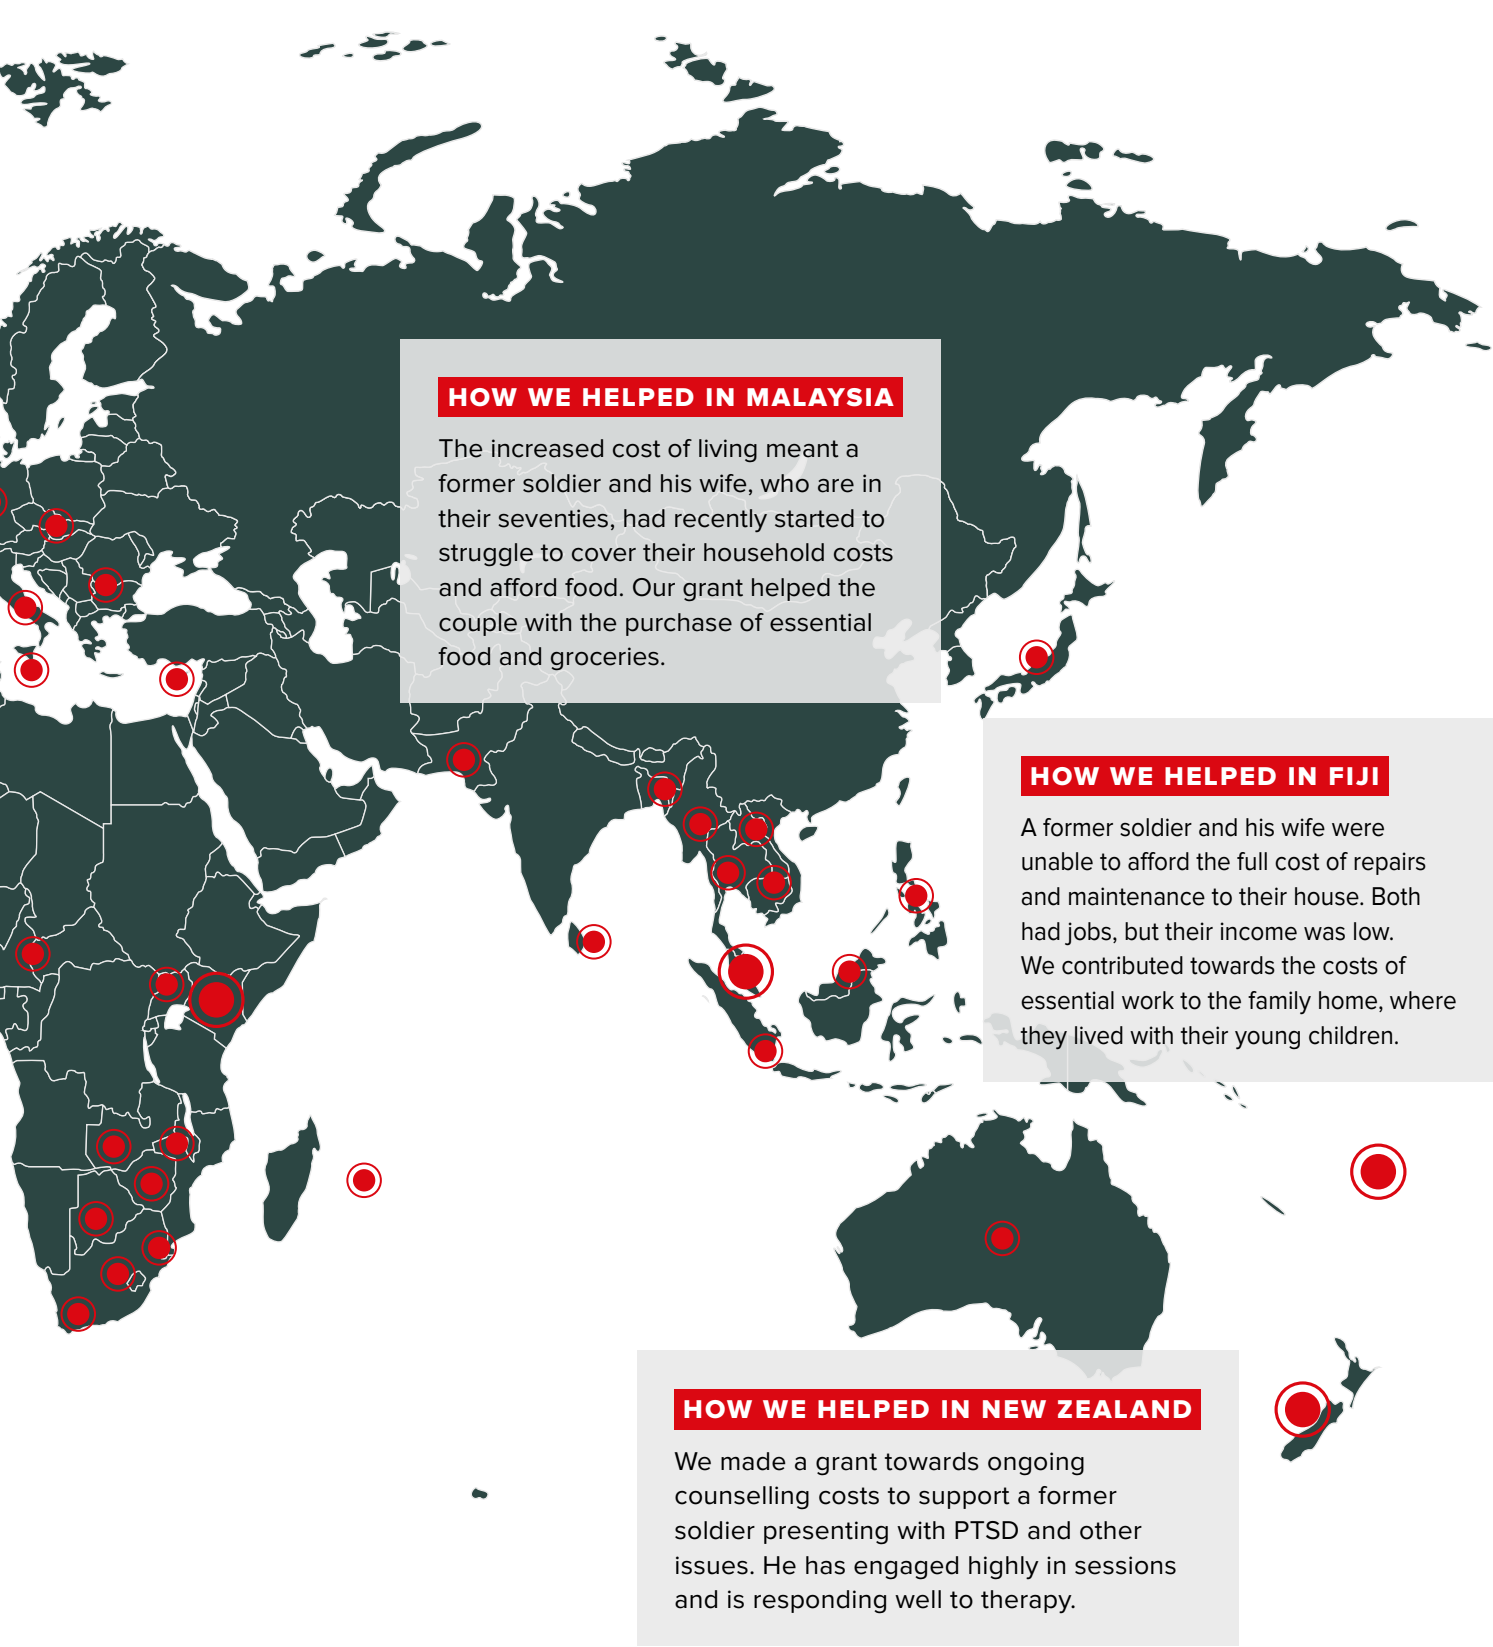 HOW WE HELPED IN MALAYSIA
The increased cost of living meant a
former soldier and his wife, who are in
their seventies, had recently started to
struggle to cover their household costs
and afford food. Our grant helped the
couple with the purchase of essential
food and groceries.
HOW WE HELPED IN FIJI
A former soldier and his wife were
unable to afford the full cost of repairs
and maintenance to their house. Both
had jobs, but their income was low.
We contributed towards the costs of
essential work to the family home, where
they lived with their young children.
HOW WE HELPED IN NEW ZEALAND
We made a grant towards ongoing
counselling costs to support a former
soldier presenting with PTSD and other
issues. He has engaged highly in sessions
and is responding well to therapy.